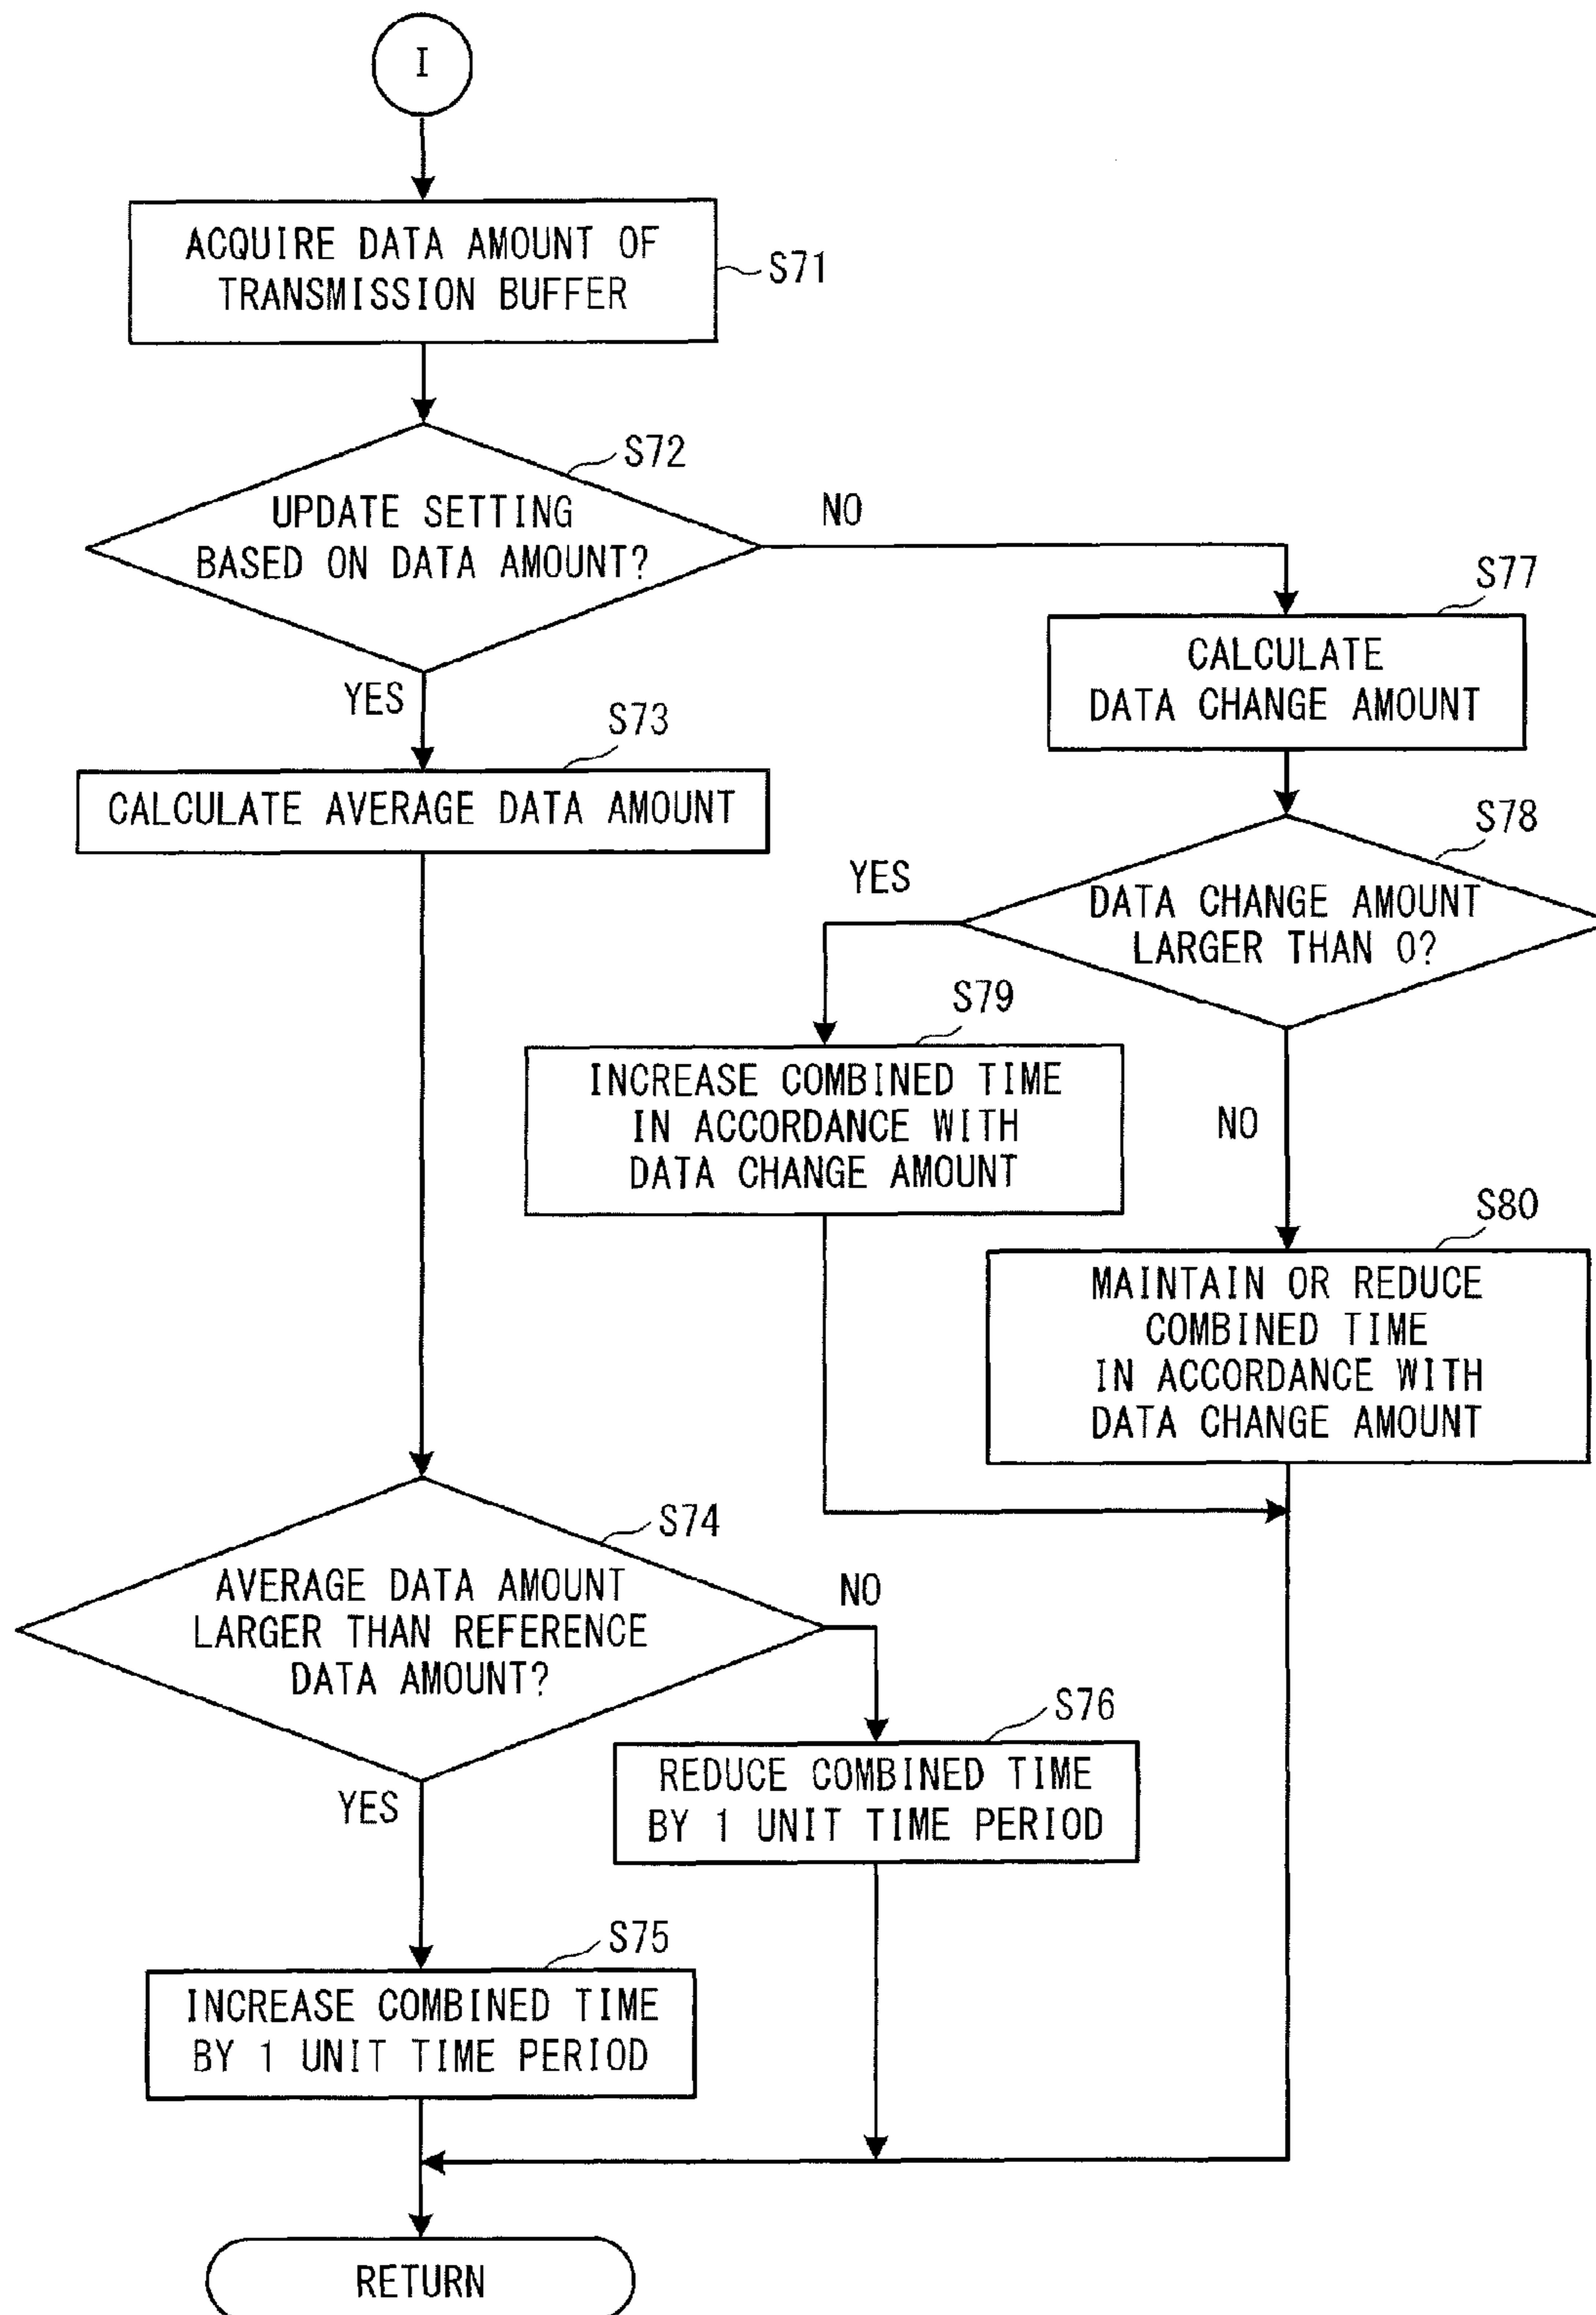 I
ACQUIRE DATA AMOUNT OF
TRANSMISSION BUFFER
S71
S72
UPDATE SETTING
BASED ON DATA AMOUNT?
NO
YES
S77
CALCULATE
DATA CHANGE AMOUNT
S73
CALCULATE AVERAGE DATA AMOUNT
S78
DATA CHANGE AMOUNT
LARGER THAN 0?
YES
NO
S79
INCREASE COMBINED TIME
IN ACCORDANCE WITH
DATA CHANGE AMOUNT
S80
MAINTAIN OR REDUCE
COMBINED TIME
IN ACCORDANCE WITH
DATA CHANGE AMOUNT
S74
AVERAGE DATA AMOUNT
LARGER THAN REFERENCE
DATA AMOUNT?
NO
YES
S76
REDUCE COMBINED TIME
BY 1 UNIT TIME PERIOD
S75
INCREASE COMBINED TIME
BY 1 UNIT TIME PERIOD
RETURN